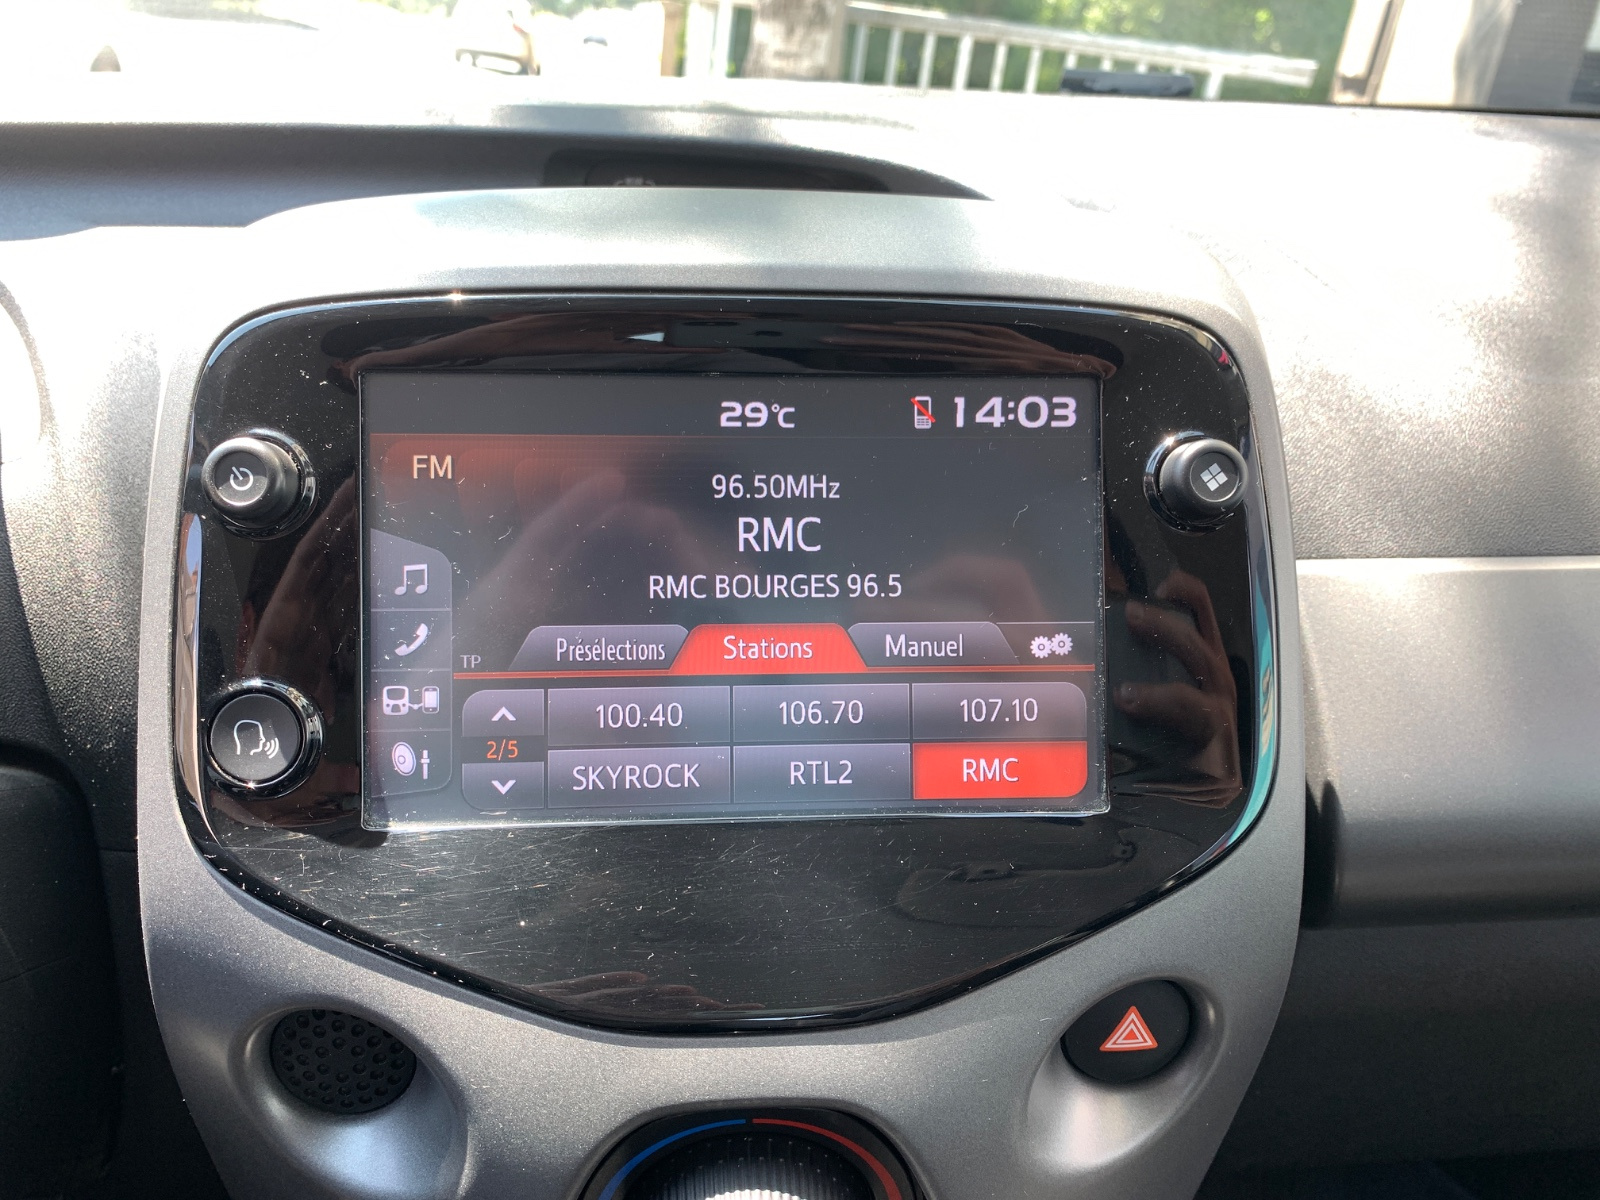 29°C 14:03
FM
96.50MHz
RMC
RMC BOURGES 96.5
TP Présélections Stations Manuel
100.40 106.70 107.10
2/5
SKYROCK RTL2 RMC